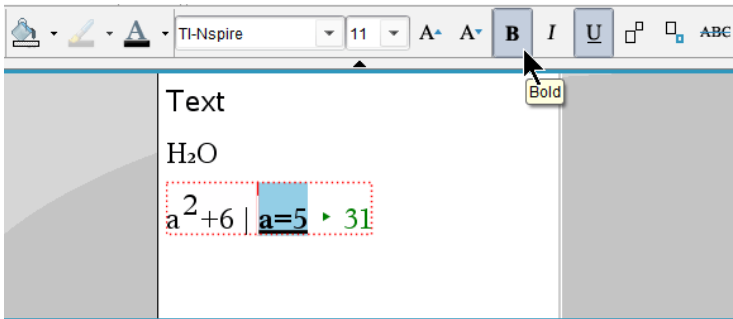 TI-Nspire 11 A A B I U ABC
Bold
Text
H₂O
a²+6 | a=5 ▸ 31